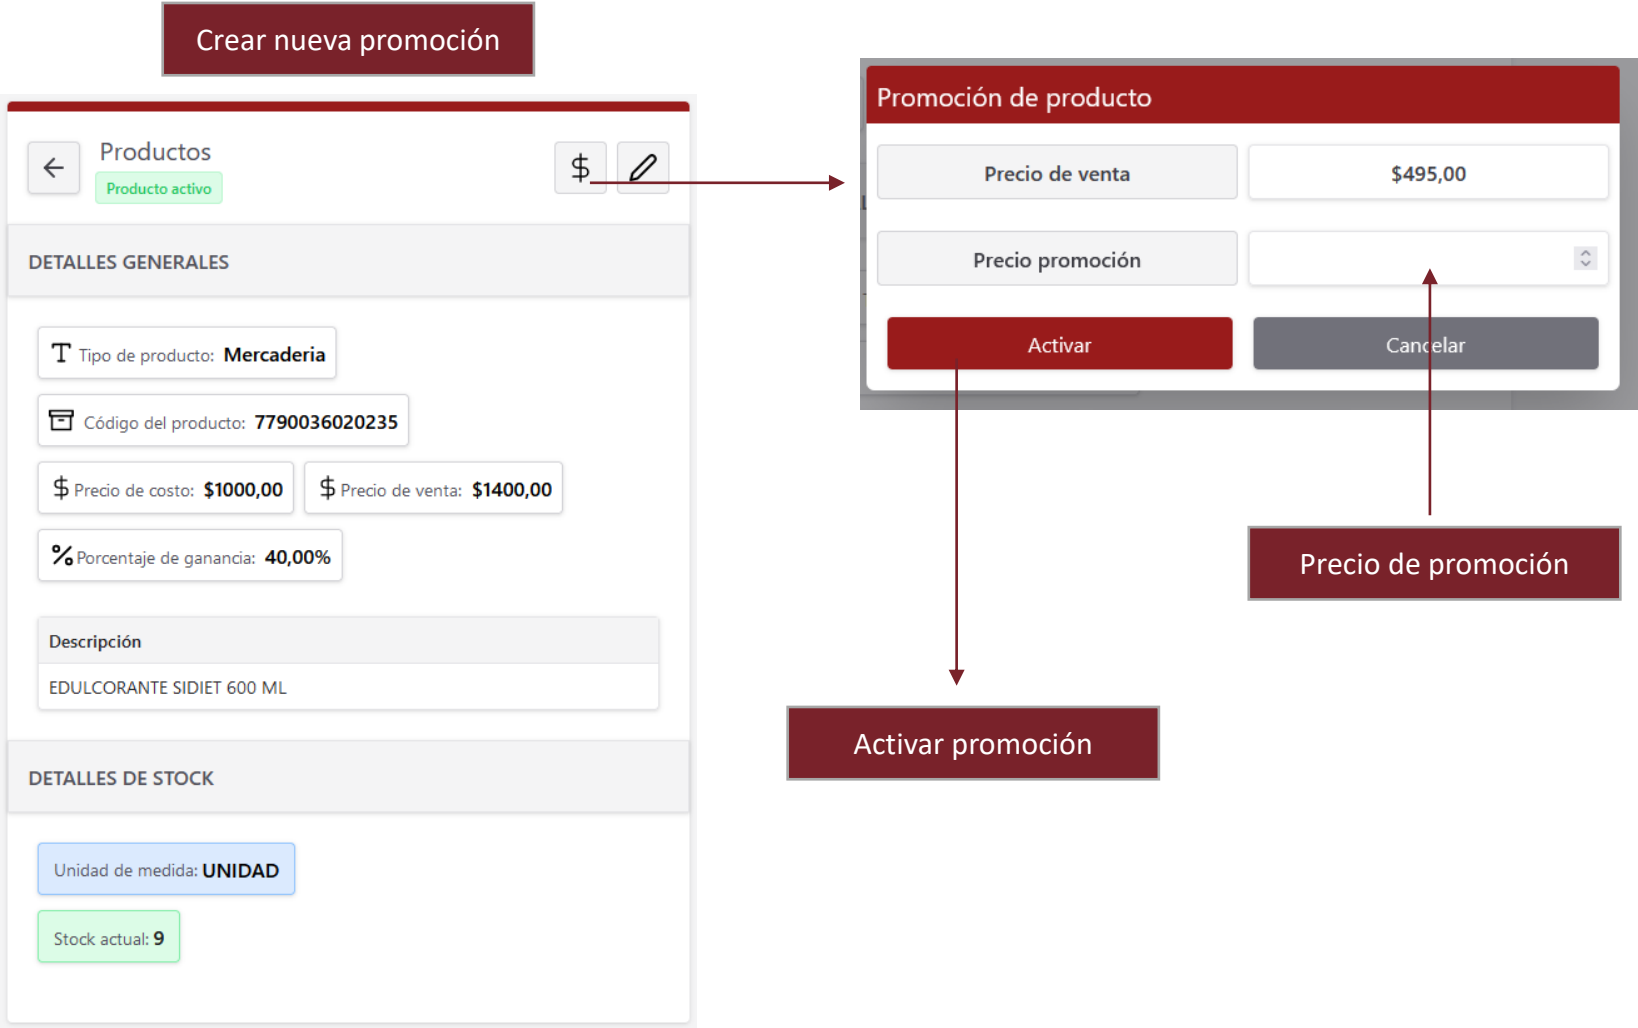 Crear nueva promoción
Productos
Producto activo
DETALLES GENERALES
Tipo de producto: Mercaderia
Código del producto: 7790036020235
$ Precio de costo: $1000,00
$ Precio de venta: $1400,00
% Porcentaje de ganancia: 40,00%
Descripción
EDULCORANTE SIDIET 600 ML
DETALLES DE STOCK
Unidad de medida: UNIDAD
Stock actual: 9
Promoción de producto
Precio de venta
$495,00
Precio promoción
Activar
Cancelar
Precio de promoción
Activar promoción